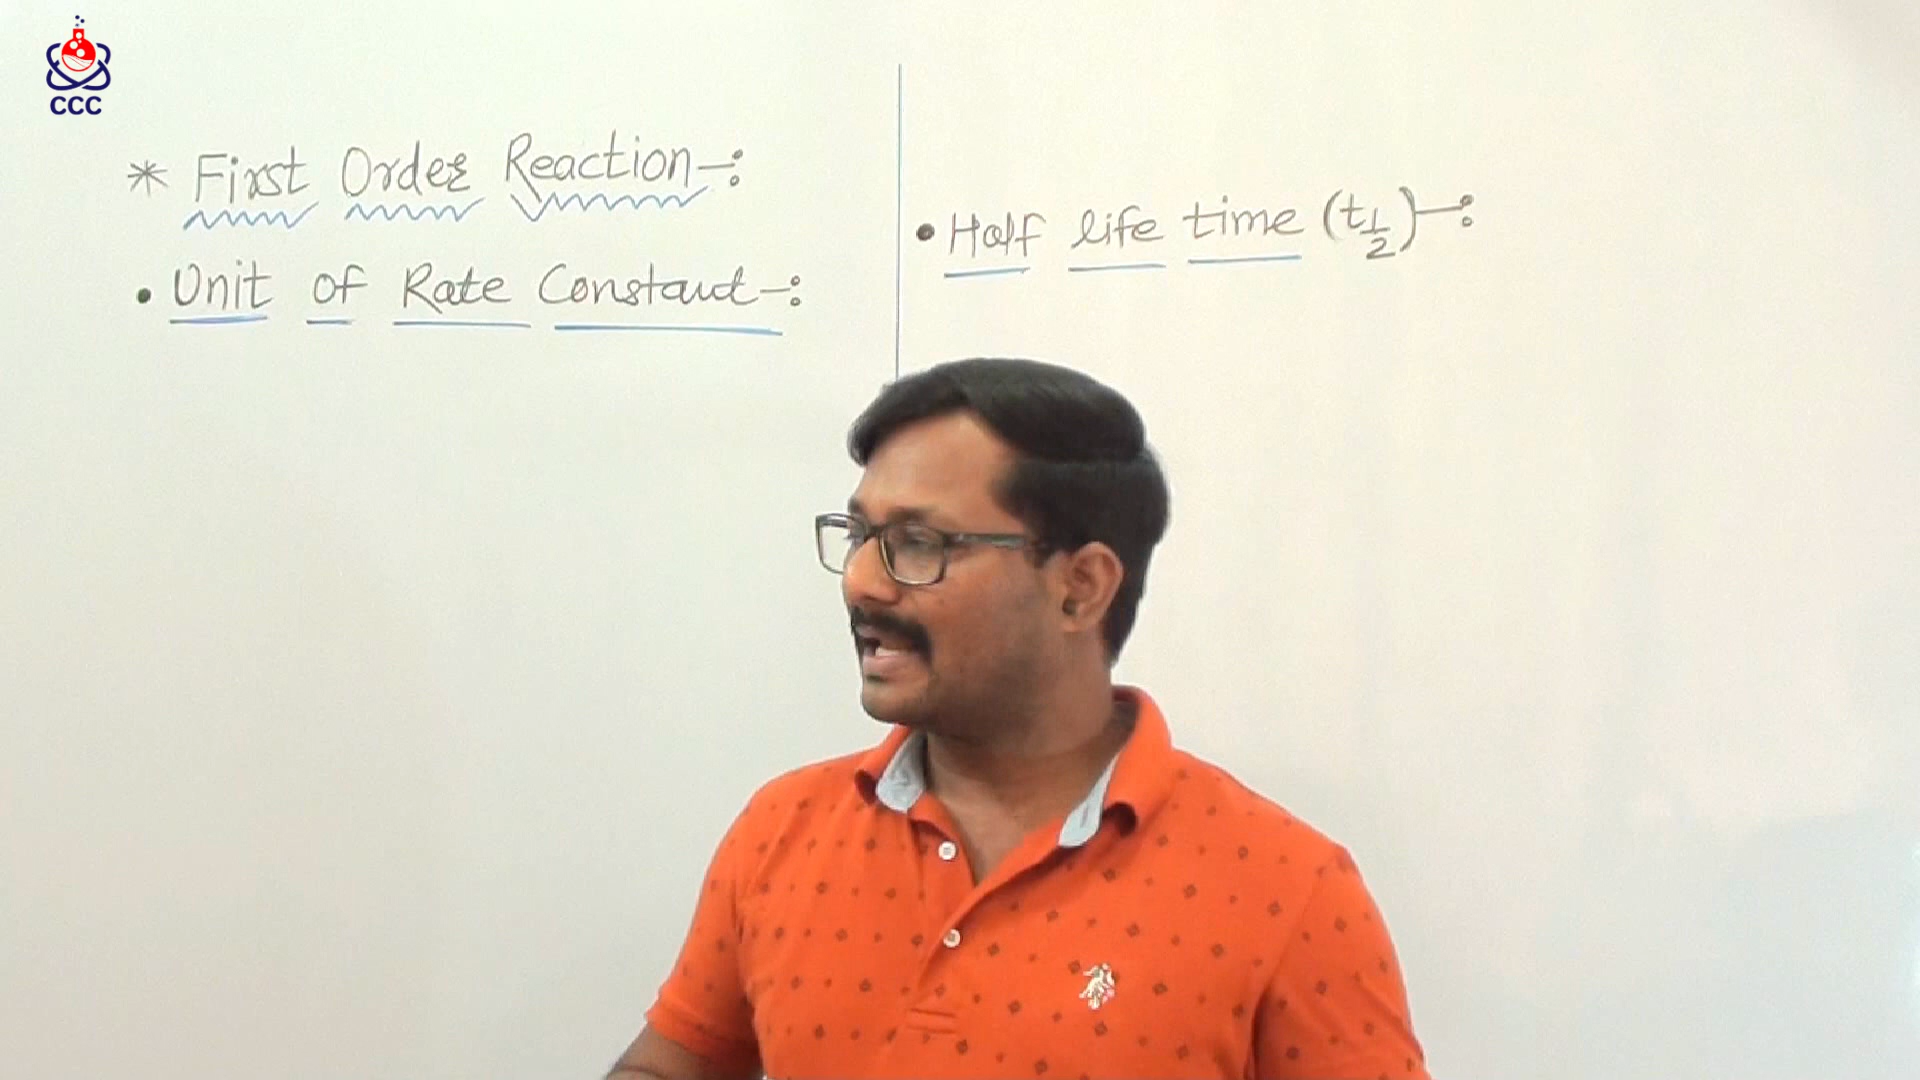 CCC
* First Order Reaction-:
• Unit of Rate Constant-:
• Half life time (t½)-: